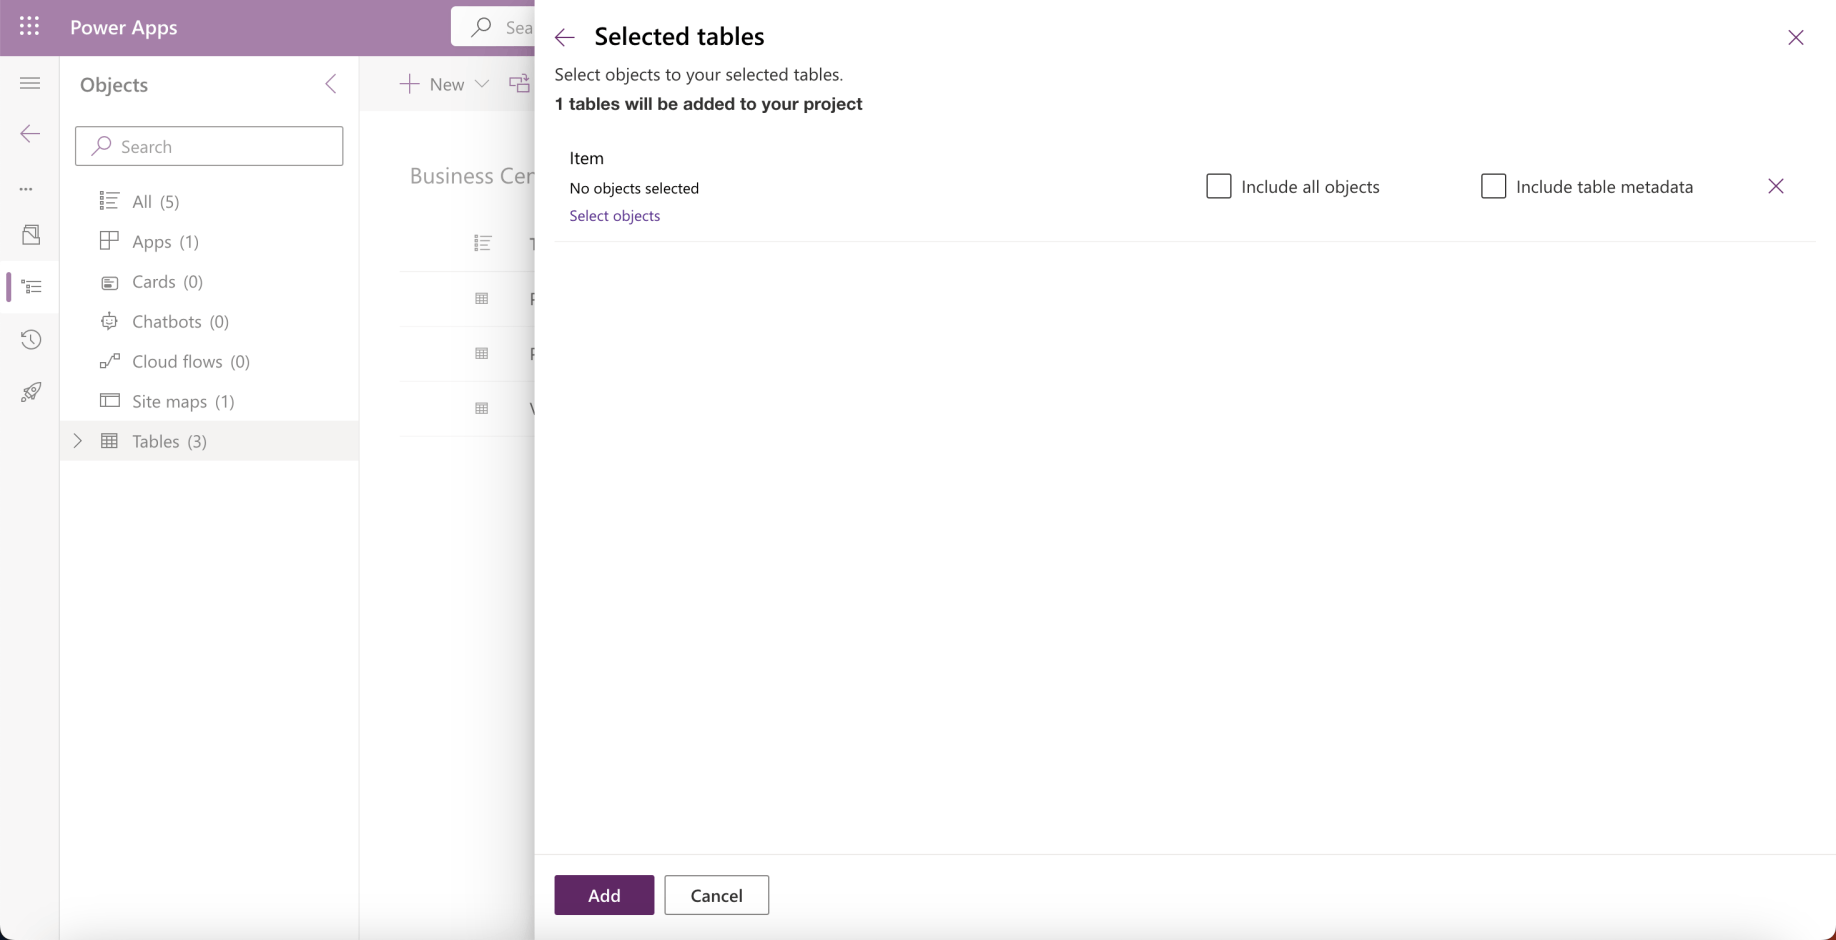 Power Apps
Sea
Objects
Search
All (5)
Apps (1)
Cards (0)
Chatbots (0)
Cloud flows (0)
Site maps (1)
Tables (3)
New
Business Cen
Selected tables
Select objects to your selected tables.
1 tables will be added to your project
Item
No objects selected
Select objects
Include all objects
Include table metadata
Add
Cancel